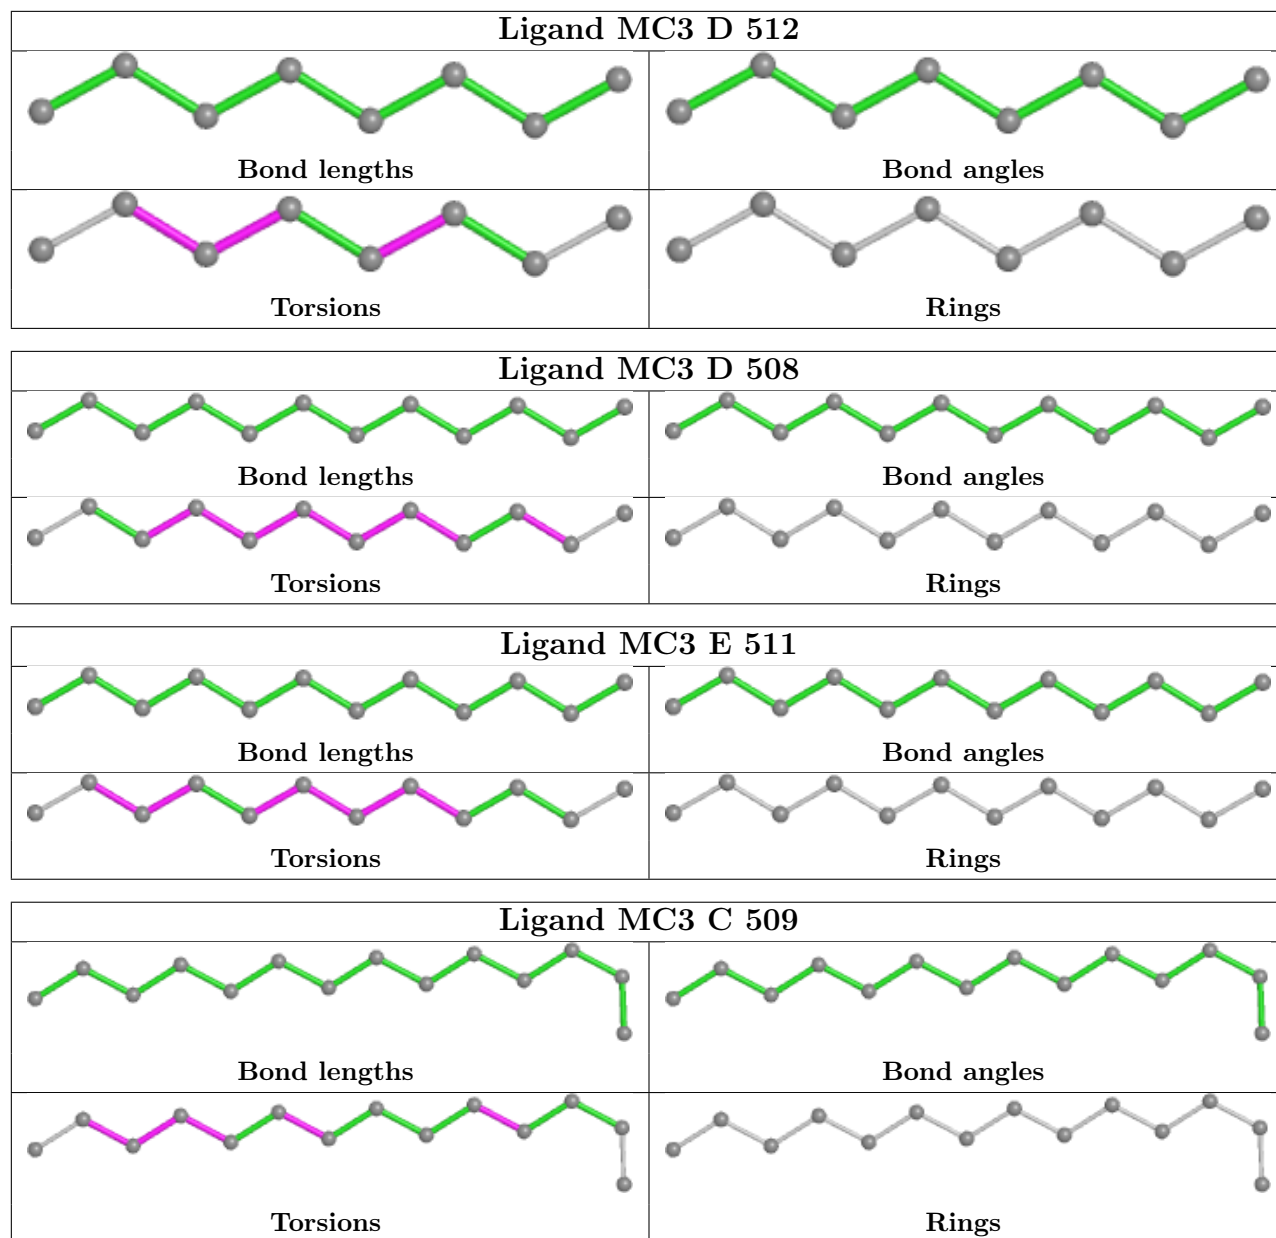 Ligand MC3 D 512
Bond lengths
Bond angles
Torsions
Rings
Ligand MC3 D 508
Bond lengths
Bond angles
Torsions
Rings
Ligand MC3 E 511
Bond lengths
Bond angles
Torsions
Rings
Ligand MC3 C 509
Bond lengths
Bond angles
Torsions
Rings